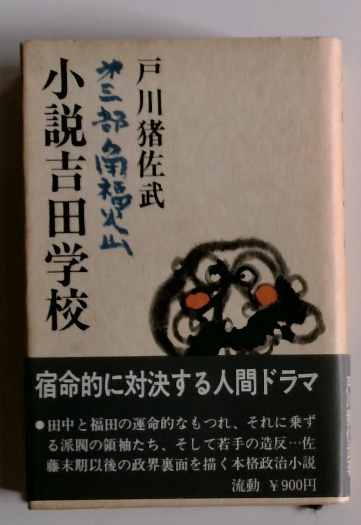 戸川猪佐武
第三部角福火山
小説吉田学校
宿命的に対決する人間ドラマ
●田中と福田の運命的なもつれ、それに乗ず
る派閥の領袖たち、そして若手の造反…佐
藤末期以後の政界裏面を描く本格政治小説
流動 ¥900円